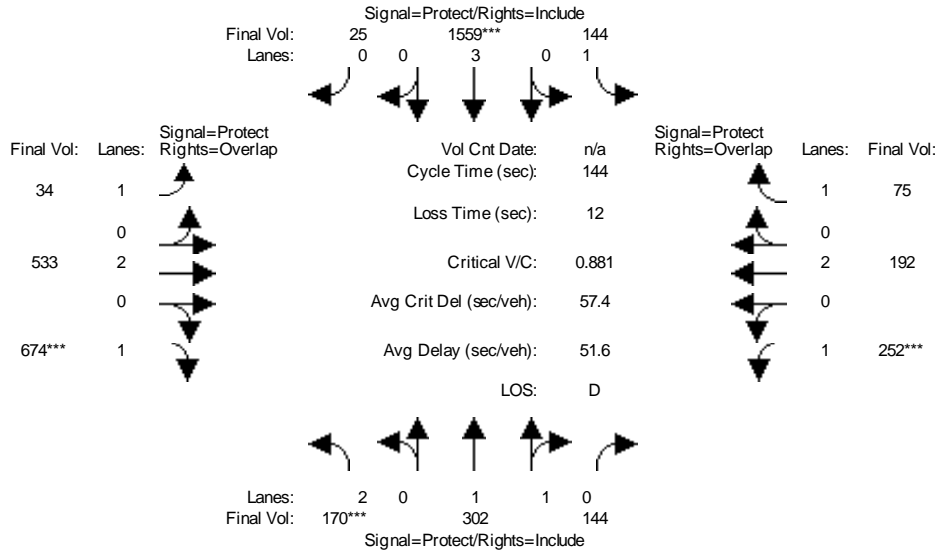 Signal=Protect/Rights=Include
Final Vol: 25 1559*** 144
Lanes: 0 0 3 0 1
Signal=Protect
Final Vol: Lanes: Rights=Overlap
Vol Cnt Date: n/a
Signal=Protect
Rights=Overlap Lanes: Final Vol:
Cycle Time (sec): 144
34 1
1 75
Loss Time (sec): 12
0
0
533 2
Critical V/C: 0.881
2 192
0
Avg Crit Del (sec/veh): 57.4
0
674*** 1
Avg Delay (sec/veh): 51.6
1 252***
LOS: D
Lanes: 2 0 1 1 0
Final Vol: 170*** 302 144
Signal=Protect/Rights=Include